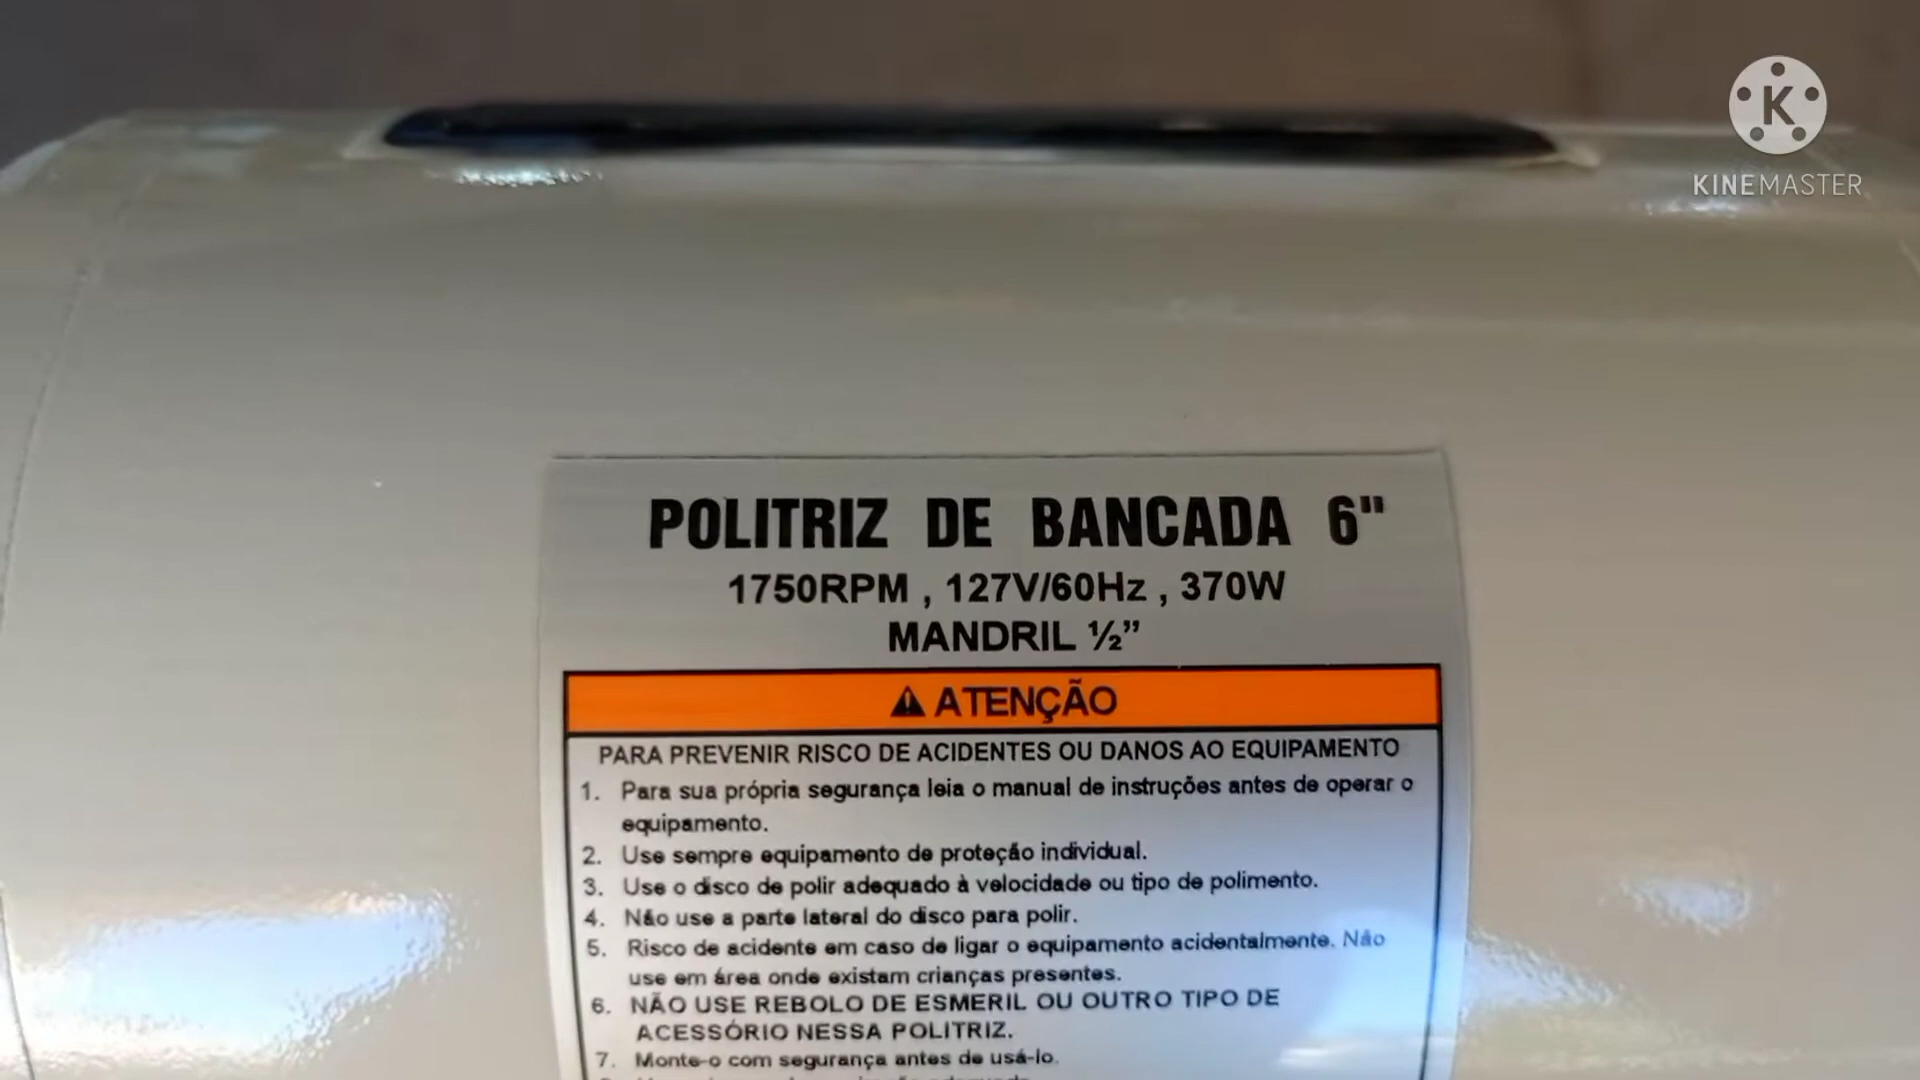 K
KINEMASTER
POLITRIZ DE BANCADA 6"
1750RPM , 127V/60Hz , 370W
MANDRIL ½”
ATENÇÃO
PARA PREVENIR RISCO DE ACIDENTES OU DANOS AO EQUIPAMENTO
1. Para sua própria segurança leia o manual de instruções antes de operar o
equipamento.
2. Use sempre equipamento de proteção individual.
3. Use o disco de polir adequado à velocidade ou tipo de polimento.
4. Não use a parte lateral do disco para polir.
5. Risco de acidente em caso de ligar o equipamento acidentalmente. Não
use em área onde existam crianças presentes.
6. NÃO USE REBOLO DE ESMERIL OU OUTRO TIPO DE
ACESSÓRIO NESSA POLITRIZ.
7. Monte-o com segurança antes de usá-lo.